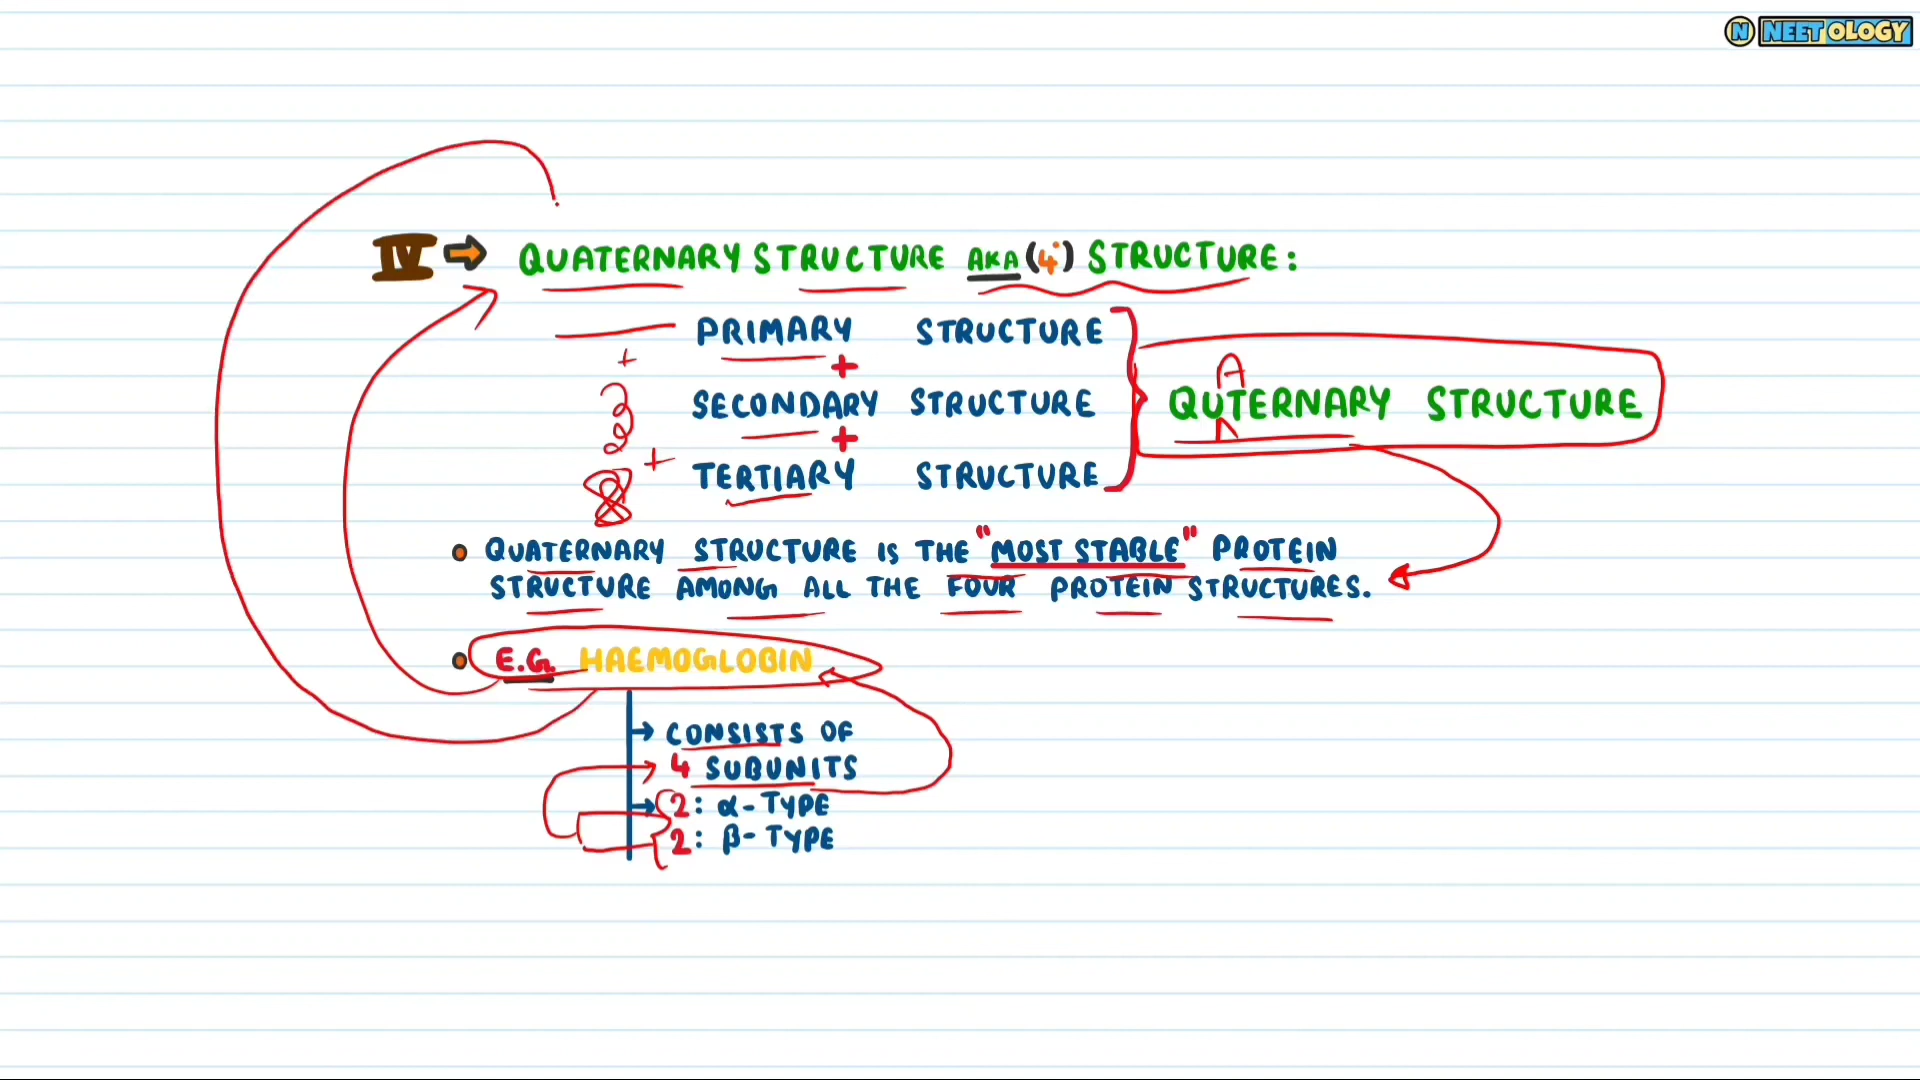 N NEETOLOGY
IV → QUATERNARY STRUCTURE AKA (4°) STRUCTURE:
PRIMARY STRUCTURE
+ +
A
SECONDARY STRUCTURE QUTERNARY STRUCTURE
+ +
TERTIARY STRUCTURE
• QUATERNARY STRUCTURE IS THE "MOST STABLE" PROTEIN
STRUCTURE AMONG ALL THE FOUR PROTEIN STRUCTURES.
• E.G. HAEMOGLOBIN
→ CONSISTS OF
4 SUBUNITS
→ 2: α-TYPE
2: β-TYPE